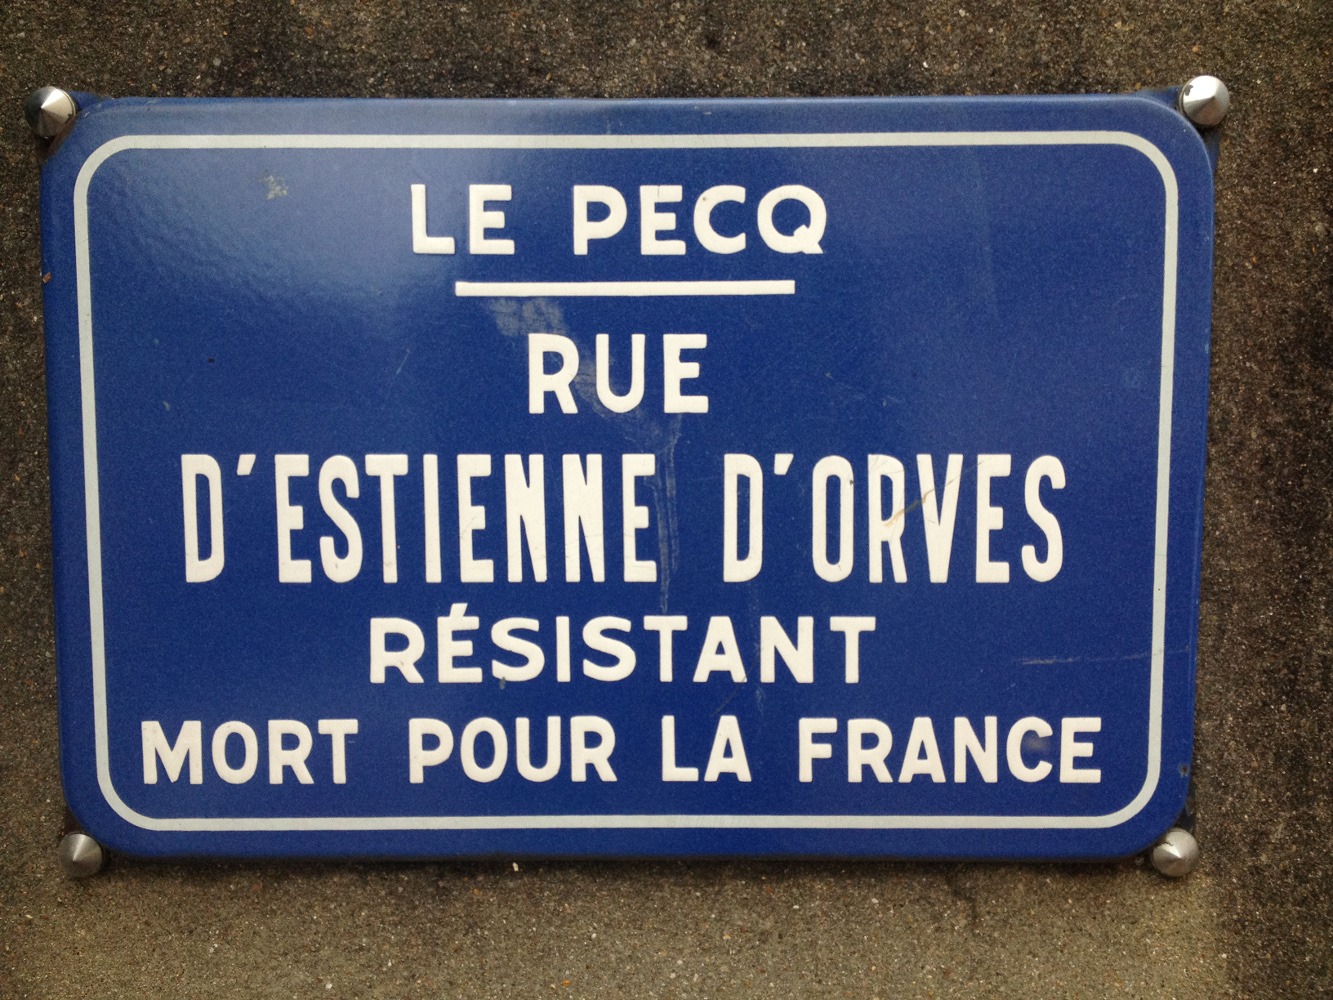 LE PECQ
RUE
D'ESTIENNE D'ORVES
RÉSISTANT
MORT POUR LA FRANCE